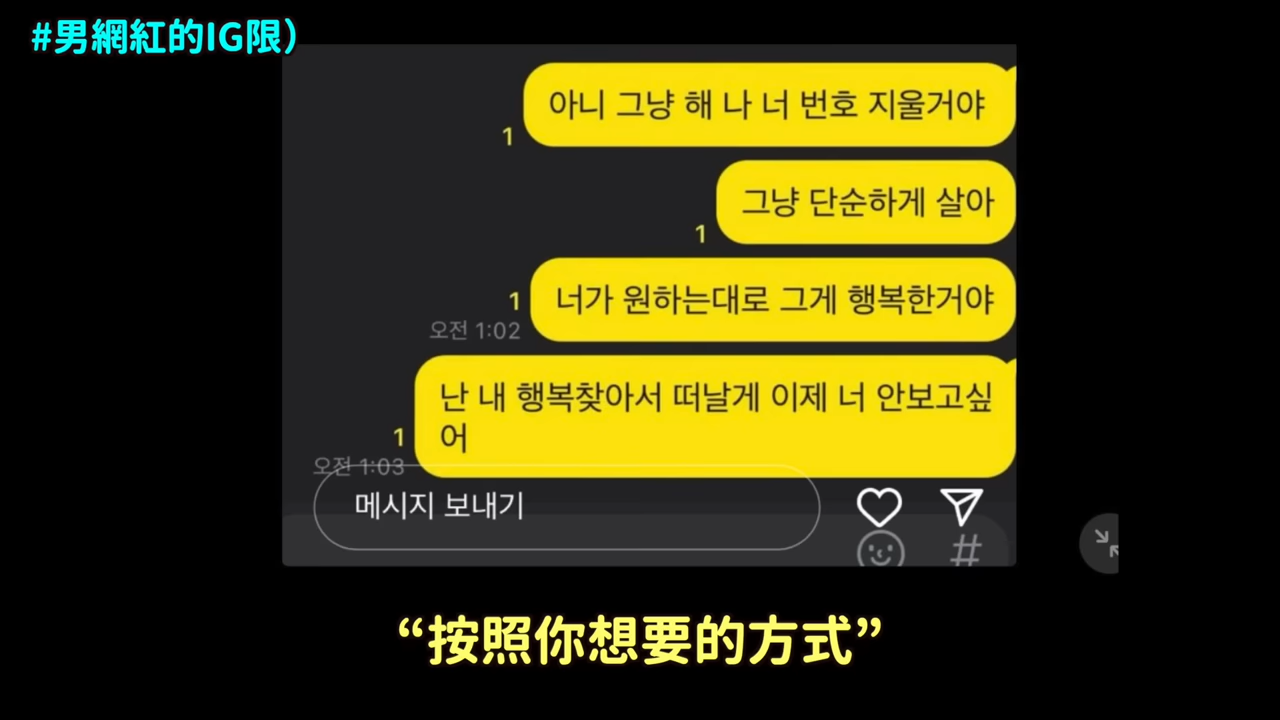 #男網紅的IG限）
아니 그냥 해 나 너 번호 지울거야
1
그냥 단순하게 살아
1
너가 원하는대로 그게 행복한거야
1
오전 1:02
난 내 행복찾아서 떠날게 이제 너 안보고싶
어
1
오전 1:03
메시지 보내기
#
“按照你想要的方式”